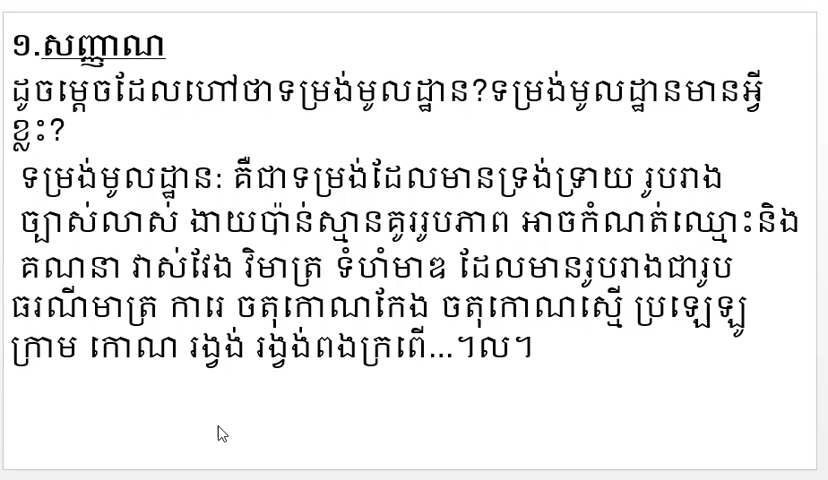 ១.សញ្ញាណ
ដូចម្ដេចដែលហៅថាទម្រង់មូលដ្ឋាន?ទម្រង់មូលដ្ឋានមានអ្វី
ខ្លះ?
ទម្រង់មូលដ្ឋាន: គឺជាទម្រង់ដែលមានទ្រង់ទ្រាយ រូបរាង
ច្បាស់លាស់ ងាយប៉ាន់ស្មានគូររូបភាព អាចកំណត់ឈ្មោះនិង
គណនា វាស់វែង វិមាត្រ ទំហំមាឌ ដែលមានរូបរាងជារូប
ធរណីមាត្រ ការេ ចតុកោណកែង ចតុកោណស្មើ ប្រឡេឡូ
ក្រាម កោណ រង្វង់ រង្វង់ពងក្រពើ...។ល។